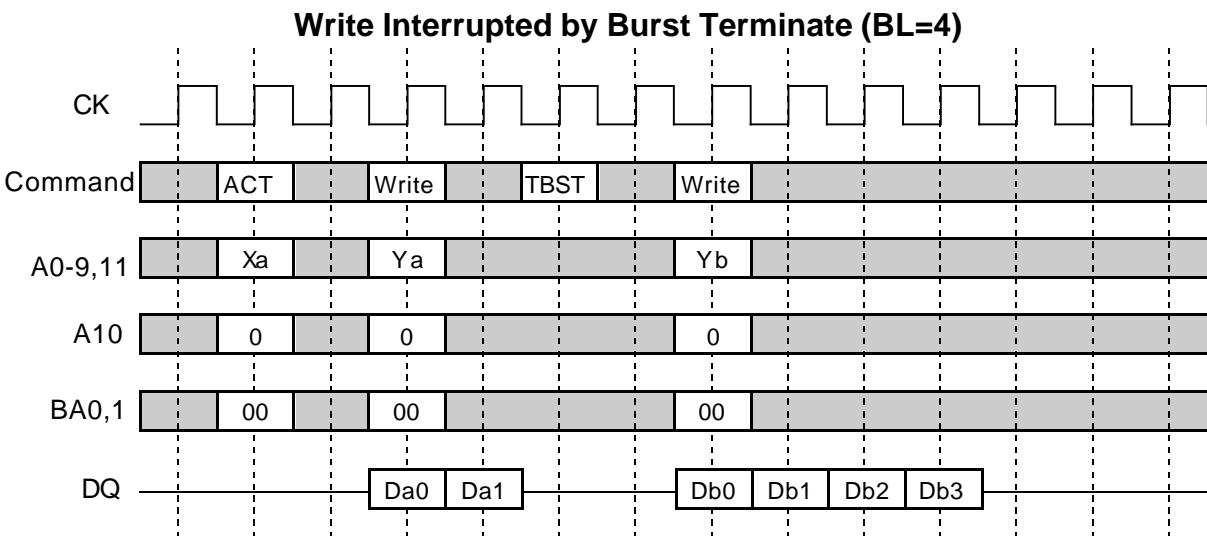 Write Interrupted by Burst Terminate (BL=4)
CK
Command ACT Write TBST Write
A0-9,11 Xa Ya Yb
A10 0 0 0
BA0,1 00 00 00
DQ Da0 Da1 Db0 Db1 Db2 Db3